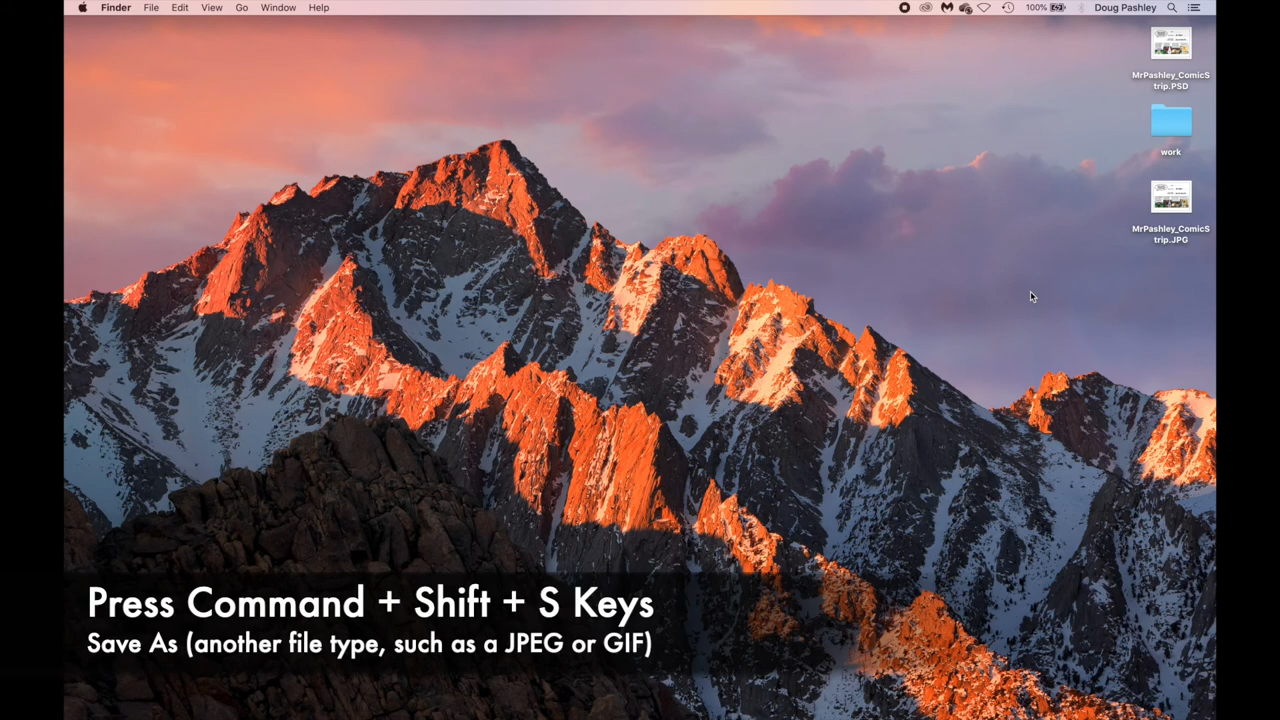 Finder File Edit View Go Window Help 100% Doug Pashley
MrPashley_ComicS
trip.PSD
work
MrPashley_ComicS
trip.JPG
Press Command + Shift + S Keys
Save As (another file type, such as a JPEG or GIF)